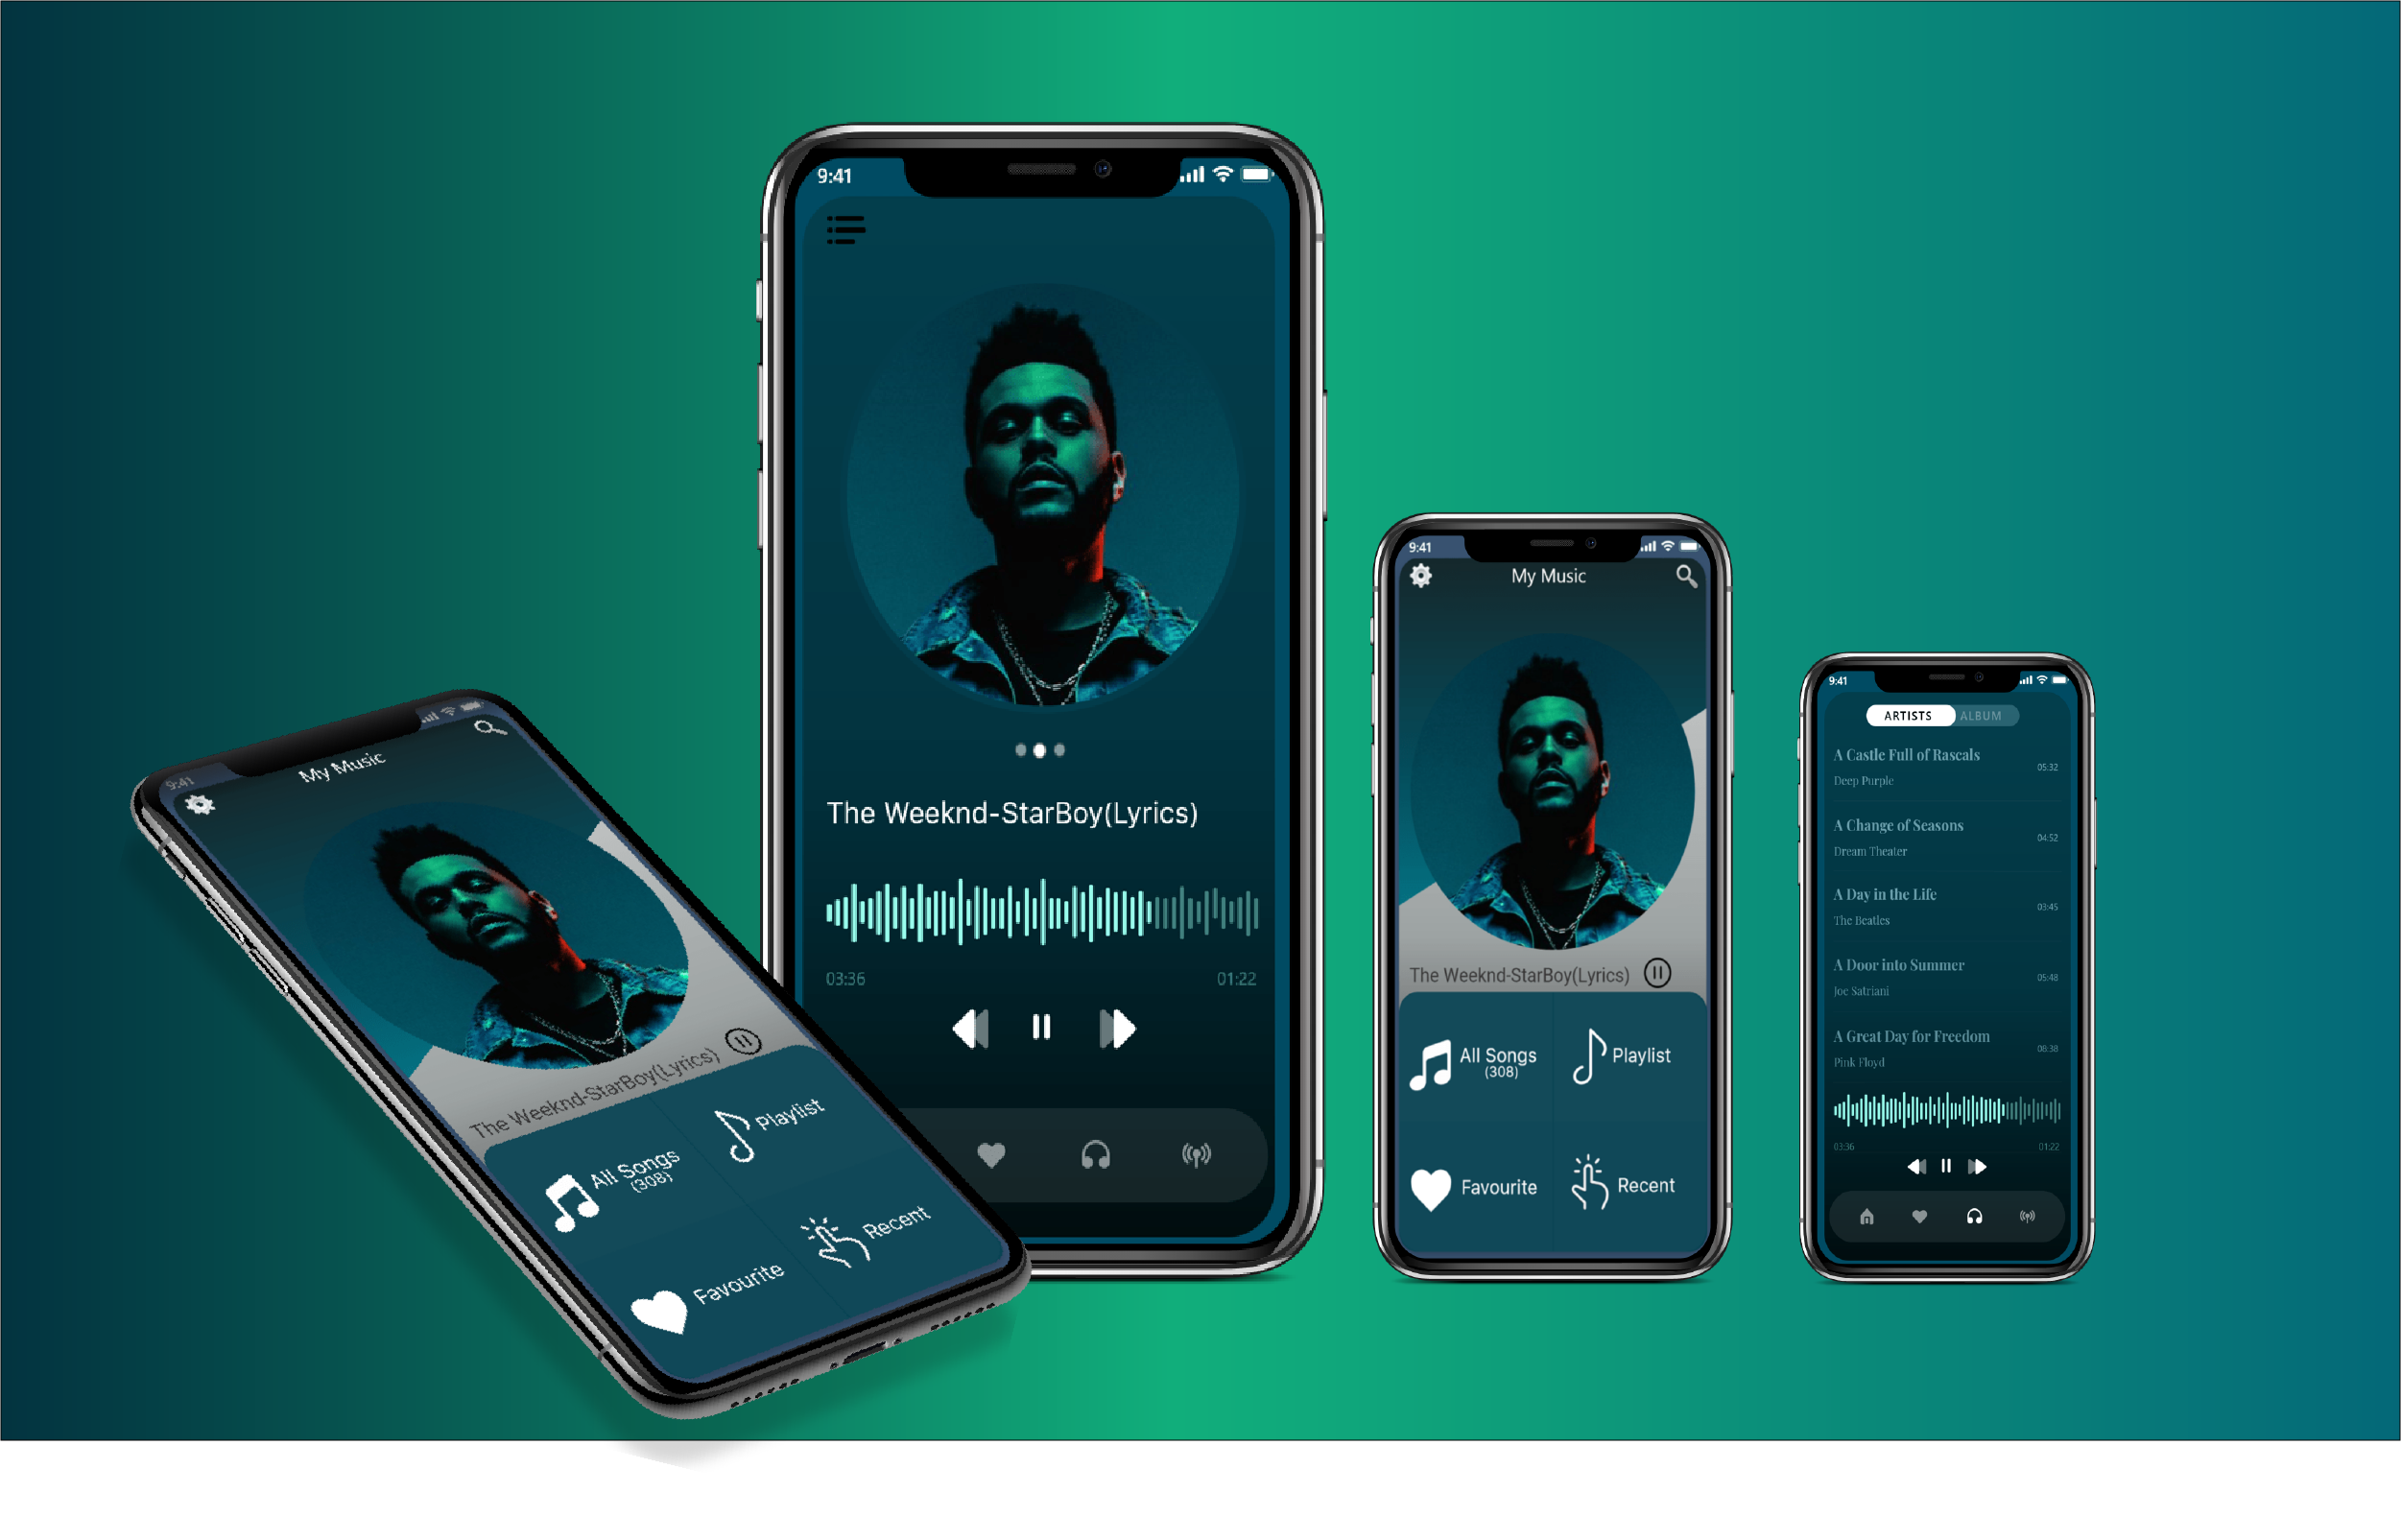 9:41
My Music
The Weeknd-StarBoy(Lyrics)
All Songs
(308)
Playlist
Favourite
Recent
9:41
The Weeknd-StarBoy(Lyrics)
03:36 01:22
9:41
My Music
The Weeknd-StarBoy(Lyrics)
All Songs
(308)
Playlist
Favourite
Recent
9:41
ARTISTS ALBUM
A Castle Full of Rascals
05:32
Deep Purple
A Change of Seasons
04:52
Dream Theater
A Day in the Life
03:45
The Beatles
A Door into Summer
05:48
Joe Satriani
A Great Day for Freedom
08:38
Pink Floyd
03:36 01:22